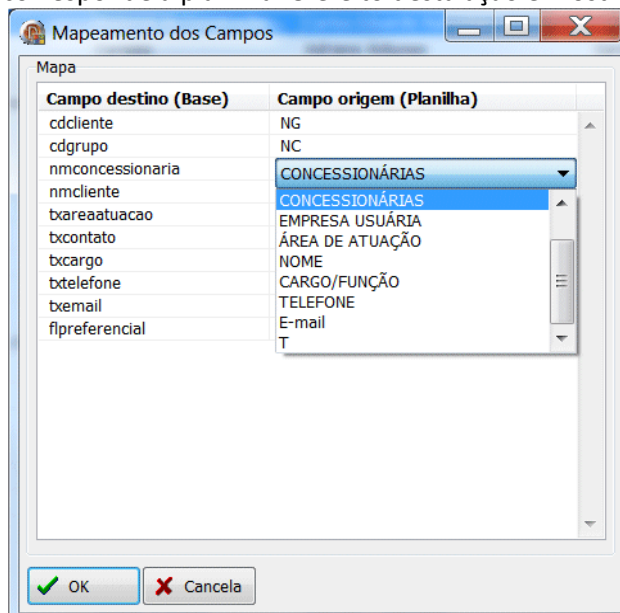 Mapeamento dos Campos
Mapa
Campo destino (Base) Campo origem (Planilha)
cdcliente NG
cdgrupo NC
nmconcessionaria CONCESSIONÁRIAS
nmcliente CONCESSIONÁRIAS
txareaatuacao EMPRESA USUÁRIA
txcontato ÁREA DE ATUAÇÃO
txcargo NOME
txtelefone CARGO/FUNÇÃO
txemail TELEFONE
flpreferencial E-mail
T
OK Cancela